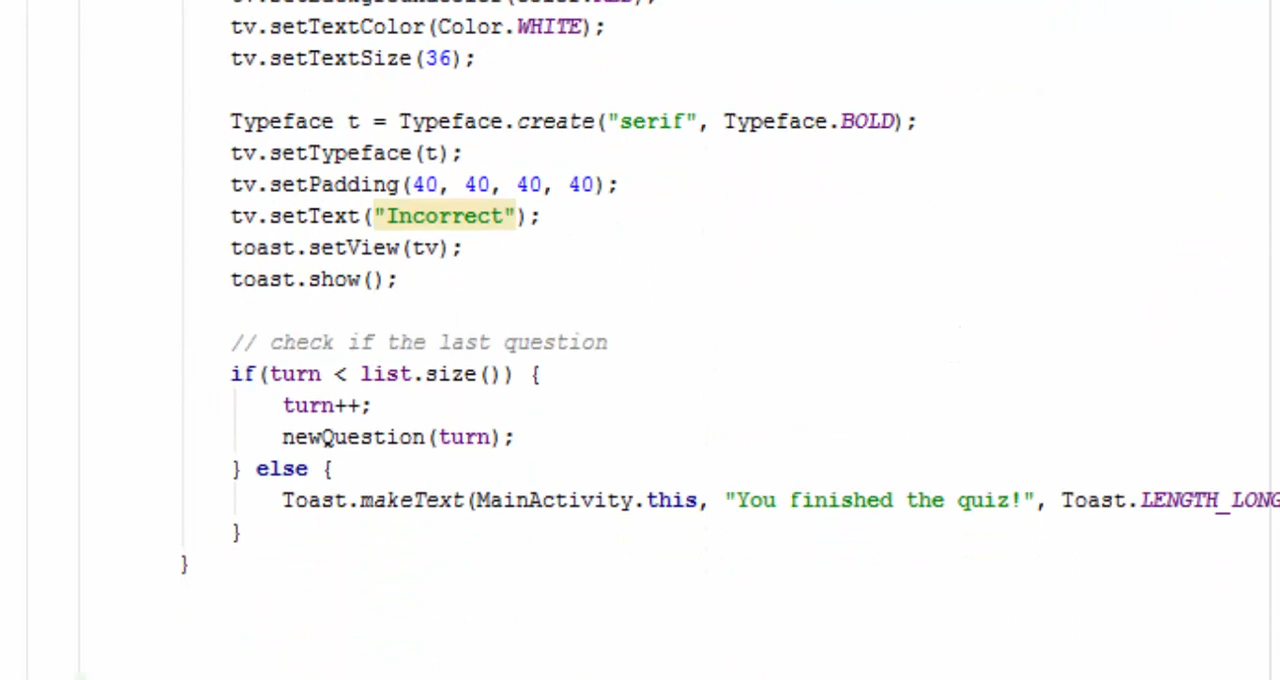 tv.setTextColor(Color.WHITE);
tv.setTextSize(36);
Typeface t = Typeface.create("serif", Typeface.BOLD);
tv.setTypeface(t);
tv.setPadding(40, 40, 40, 40);
tv.setText("Incorrect");
toast.setView(tv);
toast.show();
// check if the last question
if(turn < list.size()) {
turn++;
newQuestion(turn);
} else {
Toast.makeText(MainActivity.this, "You finished the quiz!", Toast.LENGTH_LONG
}
}